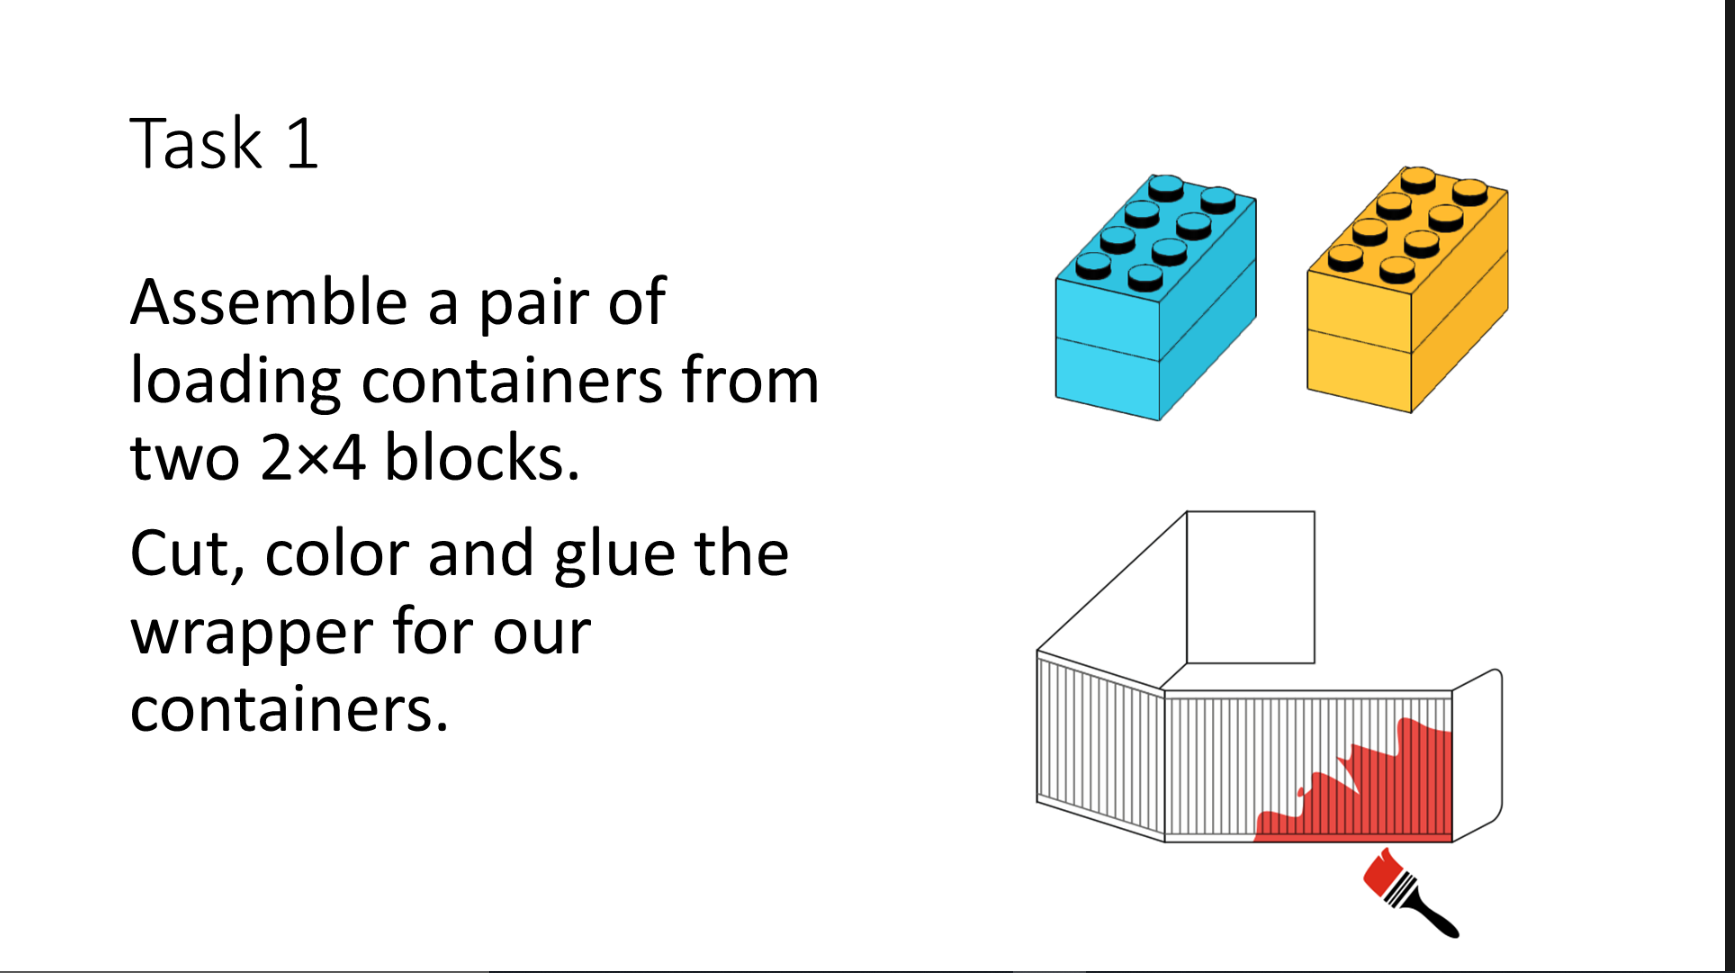 Task 1
Assemble a pair of
loading containers from
two 2×4 blocks.
Cut, color and glue the
wrapper for our
containers.